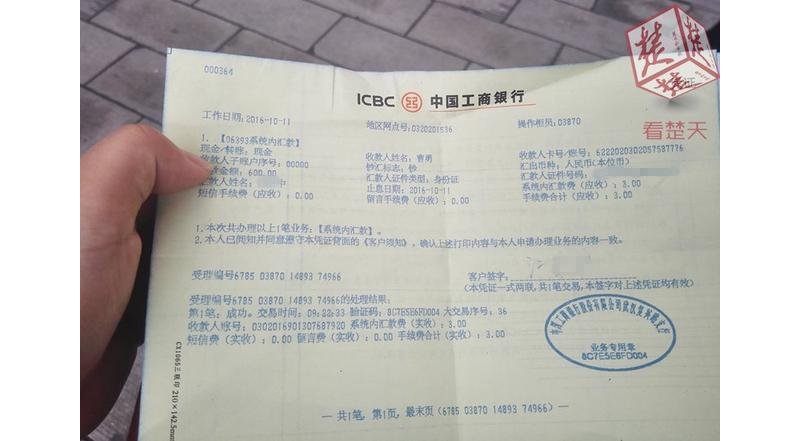 000364
ICBC 中国工商银行
工作日期:2016-10-11 地区网点号:0320201536 操作柜员:03870
1. 【06393系统内汇款】
现金/转账:现金 收款人姓名:曹勇 收款人卡号/账号:6222020302057587776
收款人子账户序号:00000 钞汇标志:钞 汇出币种:人民币(本位币)
金额:600.00 汇款人证件类型:身份证 汇款人证件号码:
汇款人姓名: 中 止息日期:2016-10-11 系统内汇款费(应收):3.00
短信手续费(应收):0.00 留言手续费(应收):0.00 手续费合计(应收):3.00
1.本次共办理以上1笔业务:【系统内汇款】。
2.本人已阅知并同意遵守本凭证背面的《客户须知》,确认上述打印内容与本人申请办理业务的内容一致。
受理编号6785 03870 14893 74966 客户签字:
(本凭证一式两联,共1笔交易,本签字对上述凭证均有效)
受理编号6785 03870 14893 74966的处理结果:
第1笔:成功。交易时间:09:22:33 验证码:8C7E5E6FD004 大交易序号:36
收款人账号:0302016901307687920 系统内汇款费(实收):3.00
短信费(实收):0.00 留言费(实收):0.00 手续费合计(实收):3.00
业务专用章
8C7E5E6FD004
—共1笔,第1页,最末页(6785 03870 14893 74966)—
CX1065三联印 210×142.5mm
楚
看楚天